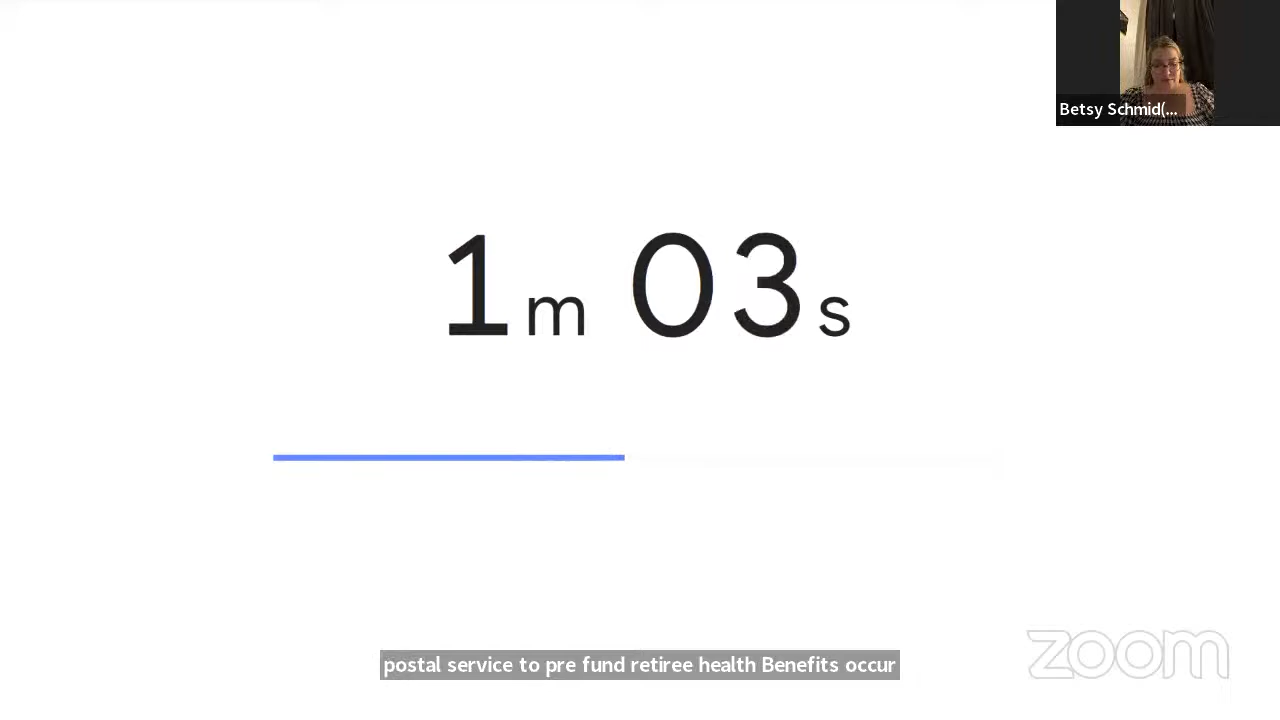 Betsy Schmid(...
1m 03s
postal service to pre fund retiree health Benefits occur
zoom